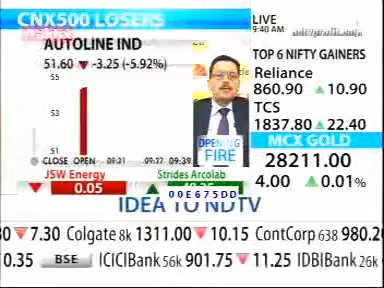 CNX500 LOSERS
LIVE
9:40 AM
AUTOLINE IND
51.60 ▼ -3.25 (-5.92%)
55
53
51
CLOSE OPEN 09:31 09:37 09:39
OPENING
FIRE
TOP 6 NIFTY GAINERS
Reliance
860.90 ▲ 10.90
TCS
1837.80 ▲ 22.40
MCX GOLD
28211.00
4.00 ▲ 0.01%
JSW Energy
▼ 0.05
Strides Arcolab
▲
00E675DD
IDEA TO NDTV
30 ▼ 7.30 Colgate 8k 1311.00 ▼ 10.15 ContCorp 638 980.2
0.35 BSE ICICIBank 56k 901.75 ▼ 11.25 IDBIBank 26k